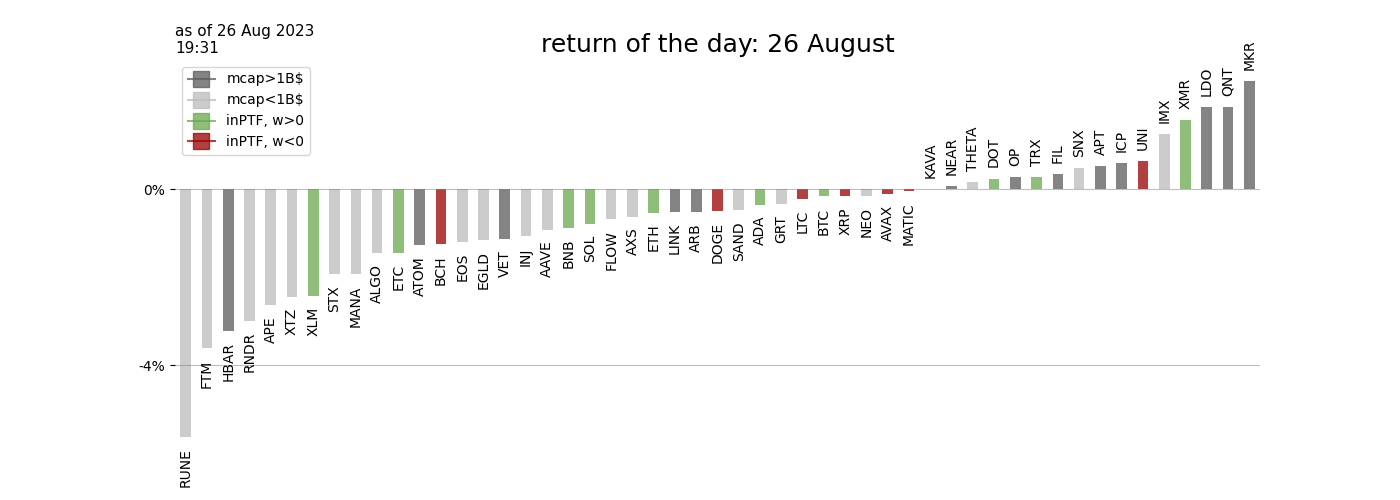 as of 26 Aug 2023
19:31
return of the day: 26 August
mcap>1B$
mcap<1B$
inPTF, w>0
inPTF, w<0
0%
-4%
RUNE
FTM
HBAR
RNDR
APE
XTZ
XLM
STX
MANA
ALGO
ETC
ATOM
BCH
EOS
EGLD
VET
INJ
AAVE
BNB
SOL
FLOW
AXS
ETH
LINK
ARB
DOGE
SAND
ADA
GRT
LTC
BTC
XRP
NEO
AVAX
MATIC
KAVA
NEAR
THETA
DOT
OP
TRX
FIL
SNX
APT
ICP
UNI
IMX
XMR
LDO
QNT
MKR